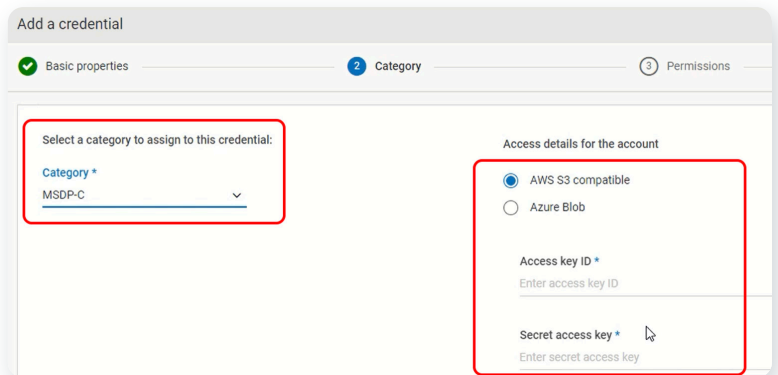 Add a credential
Basic properties
2 Category
3 Permissions
Select a category to assign to this credential:
Category *
MSDP-C
Access details for the account
AWS S3 compatible
Azure Blob
Access key ID *
Enter access key ID
Secret access key *
Enter secret access key